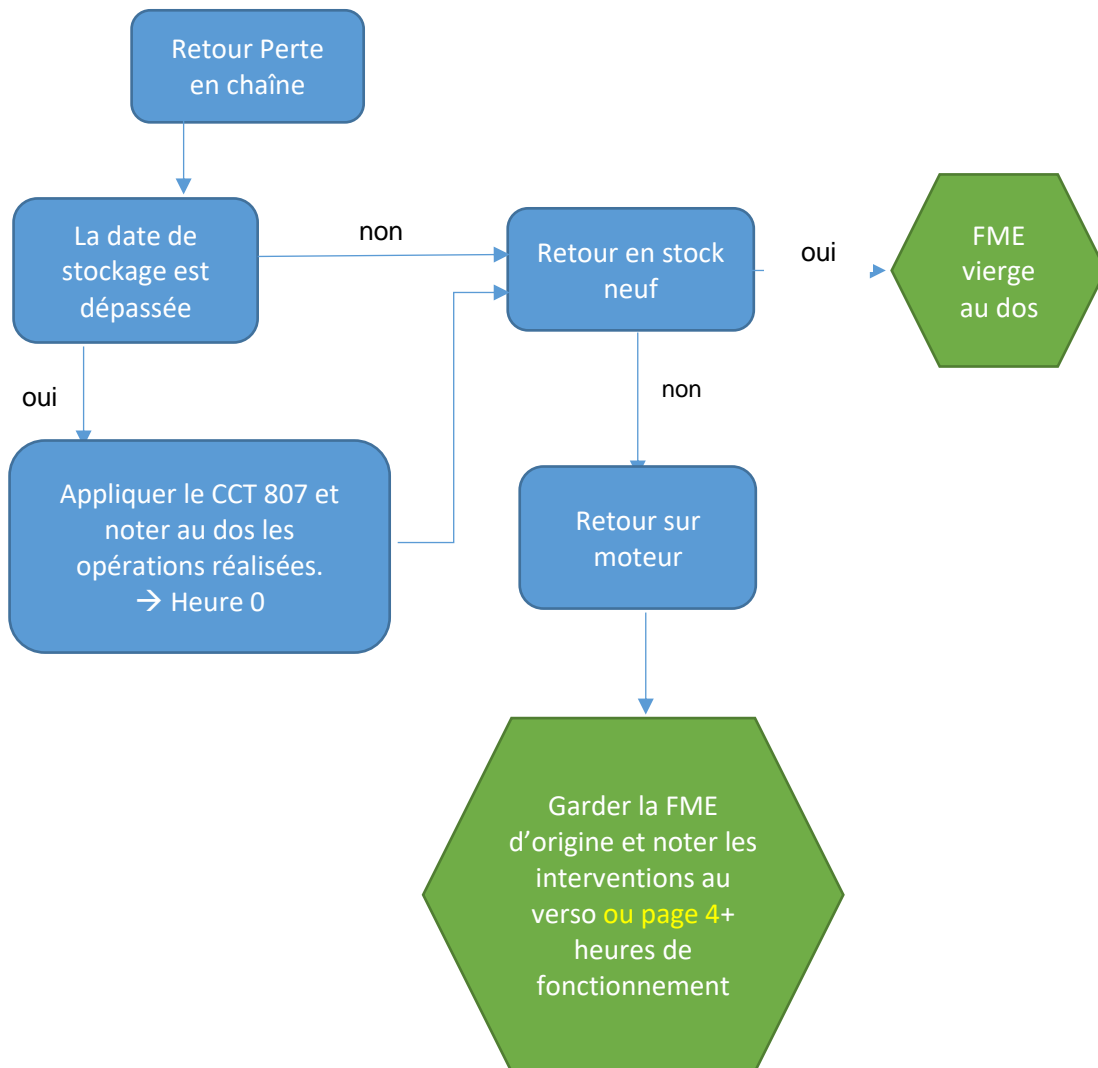 Retour Perte
en chaîne
La date de
stockage est
dépassée
non
Retour en stock
neuf
oui
FME
vierge
au dos
oui
non
Appliquer le CCT 807 et
noter au dos les
opérations réalisées.
→ Heure 0
Retour sur
moteur
Garder la FME
d'origine et noter les
interventions au
verso ou page 4+
heures de
fonctionnement